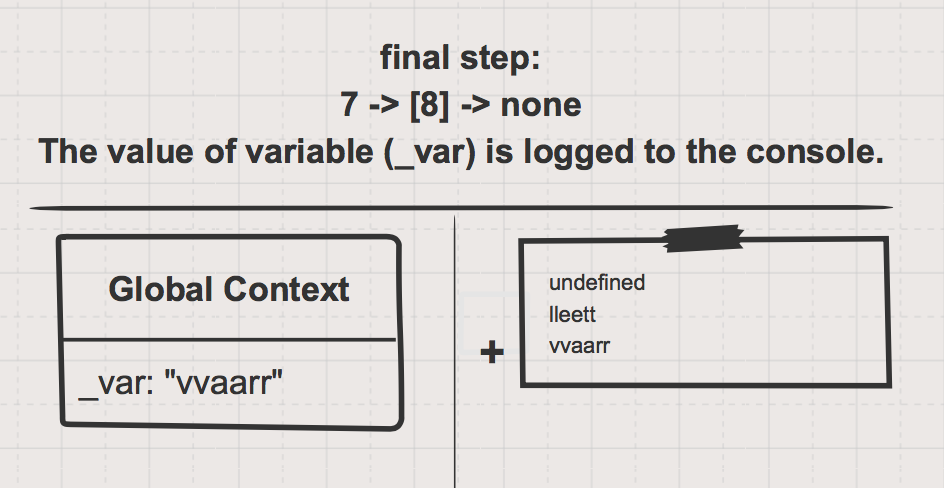 final step:
7 -> [8] -> none
The value of variable (_var) is logged to the console.
Global Context
_var: "vvaarr"
+
undefined
lleett
vvaarr